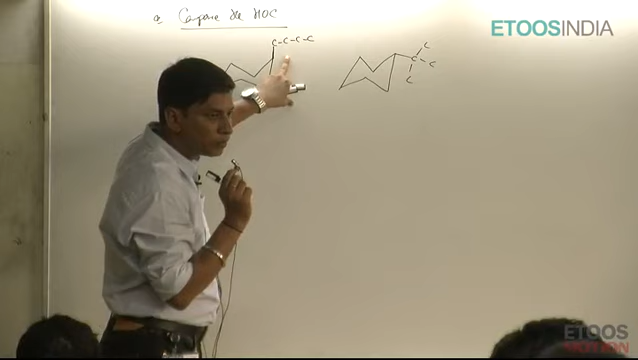 Q Compare the HOC
C-C-C-C
C
C C
C
ETOOSINDIA
ETOOS